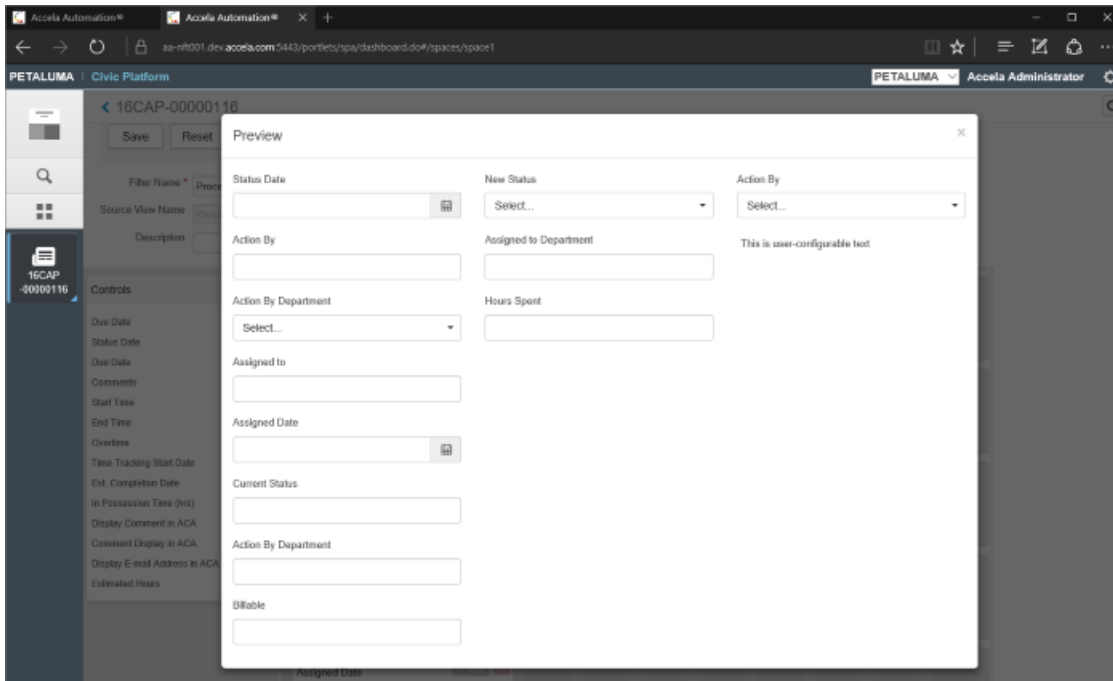 Accela Automation®
Accela Automation®
aa-nft001.dev.accela.com:5443/portlets/spa/dashboard.do#/spaces/space1
PETALUMA | Civic Platform
PETALUMA
Accela Administrator
16CAP-00000116
Save
Reset
Filter Name *
Proce
Source View Name
Proce
Description
16CAP
-00000116
Controls
Due Date
Status Date
Due Date
Comments
Start Time
End Time
Overtime
Time Tracking Start Date
Est. Completion Date
In Possession Time (hrs)
Display Comment in ACA
Comment Display in ACA
Display E-mail Address in ACA
Estimated Hours
Preview
Status Date
New Status
Action By
Select...
Select...
Action By
Assigned to Department
This is user-configurable text
Action By Department
Hours Spent
Select...
Assigned to
Assigned Date
Current Status
Action By Department
Billable
Assigned Date